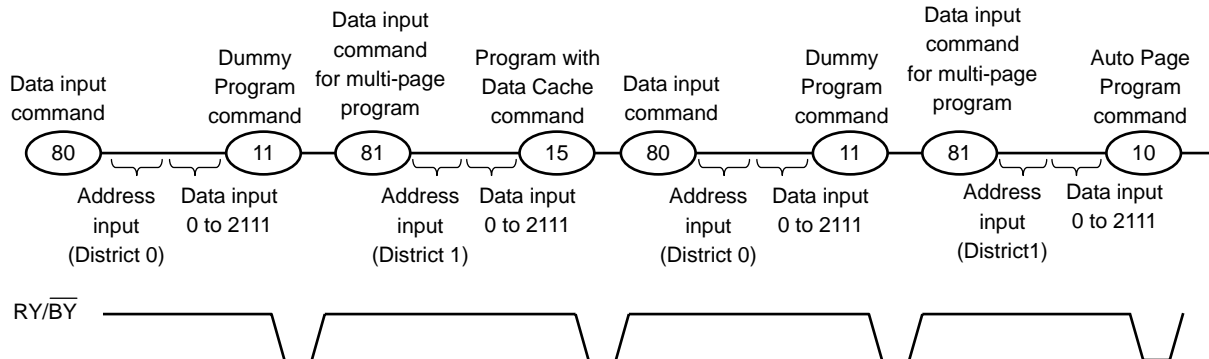 Data input
command
Dummy
Program
command
Data input
command
for multi-page
program
Program with
Data Cache
command
Data input
command
Dummy
Program
command
Data input
command
for multi-page
program
Auto Page
Program
command
80
11
81
15
80
11
81
10
Address
input
(District 0)
Data input
0 to 2111
Address
input
(District 1)
Data input
0 to 2111
Address
input
(District 0)
Data input
0 to 2111
Address
input
(District1)
Data input
0 to 2111
RY/B̅Y̅